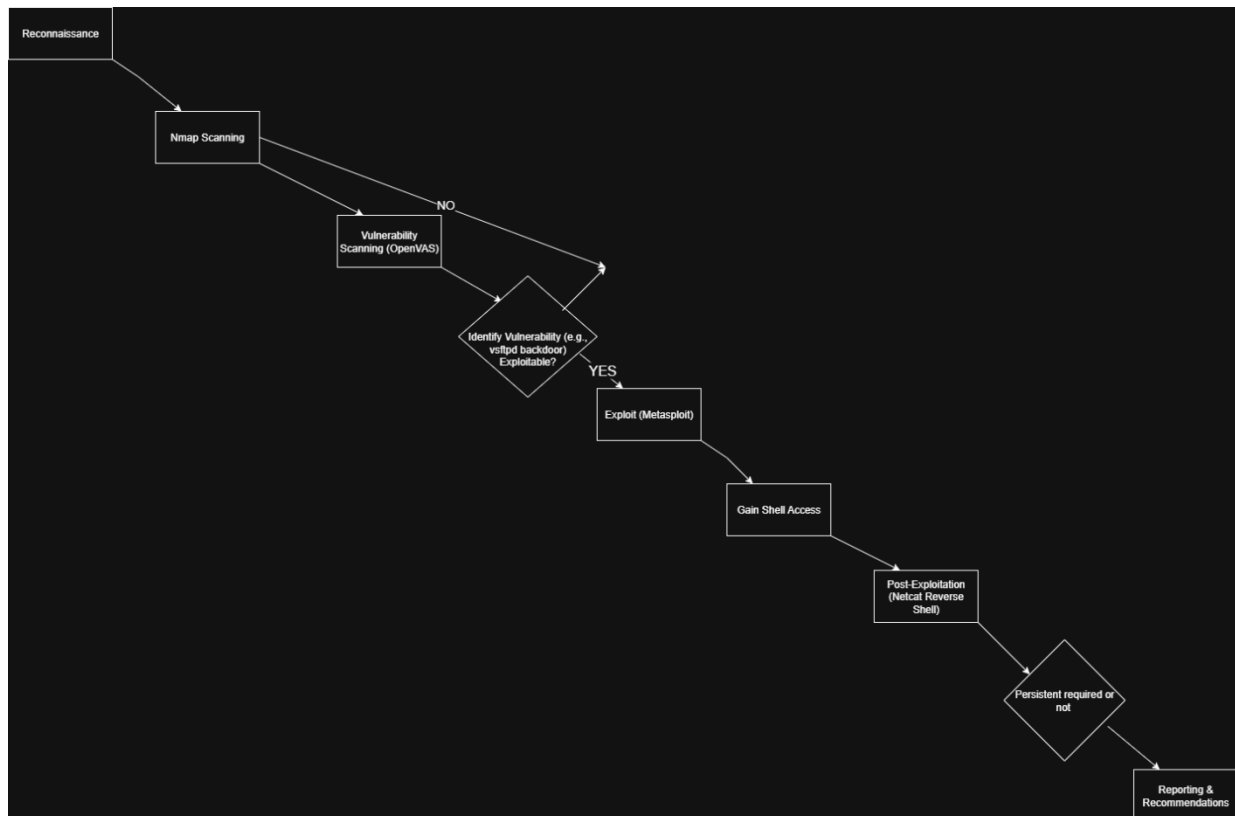 Reconnaissance
Nmap Scanning
NO
Vulnerability
Scanning (OpenVAS)
Identify Vulnerability (e.g.,
vsftpd backdoor)
Exploitable?
YES
Exploit (Metasploit)
Gain Shell Access
Post-Exploitation
(Netcat Reverse
Shell)
Persistent required or
not
Reporting &
Recommendations